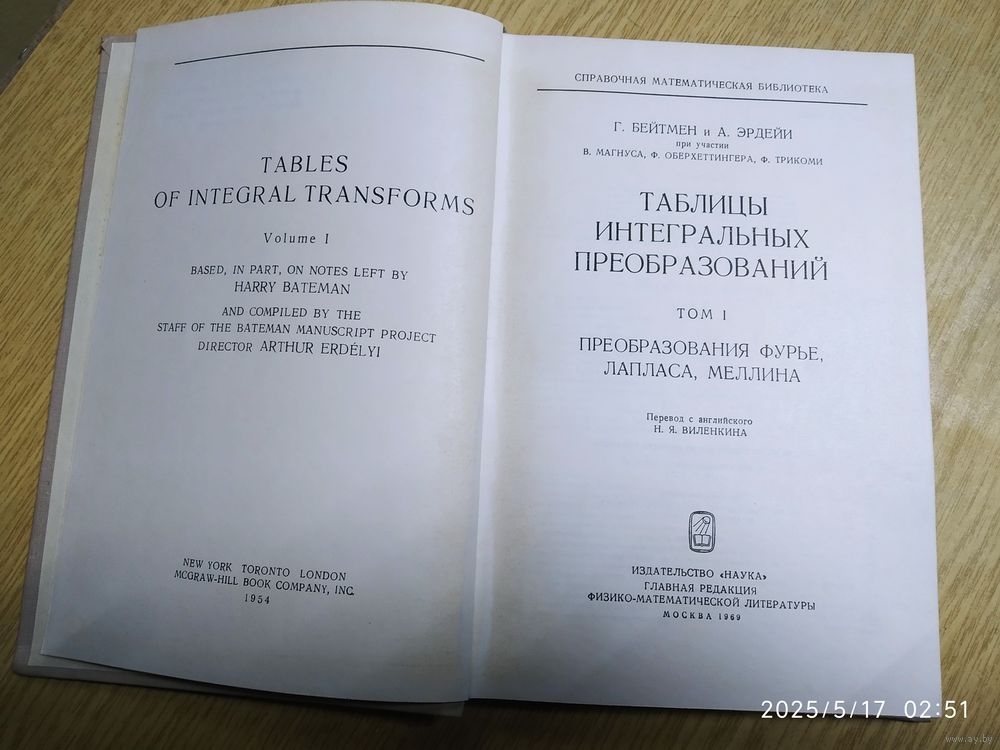 TABLES
OF INTEGRAL TRANSFORMS
Volume I
BASED, IN PART, ON NOTES LEFT BY
HARRY BATEMAN
AND COMPILED BY THE
STAFF OF THE BATEMAN MANUSCRIPT PROJECT
DIRECTOR ARTHUR ERDÉLYI
NEW YORK TORONTO LONDON
MCGRAW-HILL BOOK COMPANY, INC.
1954
СПРАВОЧНАЯ МАТЕМАТИЧЕСКАЯ БИБЛИОТЕКА
Г. БЕЙТМЕН и А. ЭРДЕЙИ
при участии
В. МАГНУСА, Ф. ОБЕРХЕТТИНГЕРА, Ф. ТРИКОМИ
ТАБЛИЦЫ
ИНТЕГРАЛЬНЫХ
ПРЕОБРАЗОВАНИЙ
ТОМ I
ПРЕОБРАЗОВАНИЯ ФУРЬЕ,
ЛАПЛАСА, МЕЛЛИНА
Перевод с английского
Н. Я. ВИЛЕНКИНА
ИЗДАТЕЛЬСТВО «НАУКА»
ГЛАВНАЯ РЕДАКЦИЯ
ФИЗИКО-МАТЕМАТИЧЕСКОЙ ЛИТЕРАТУРЫ
МОСКВА 1969
2025/5/17 02:51
www.ay.by